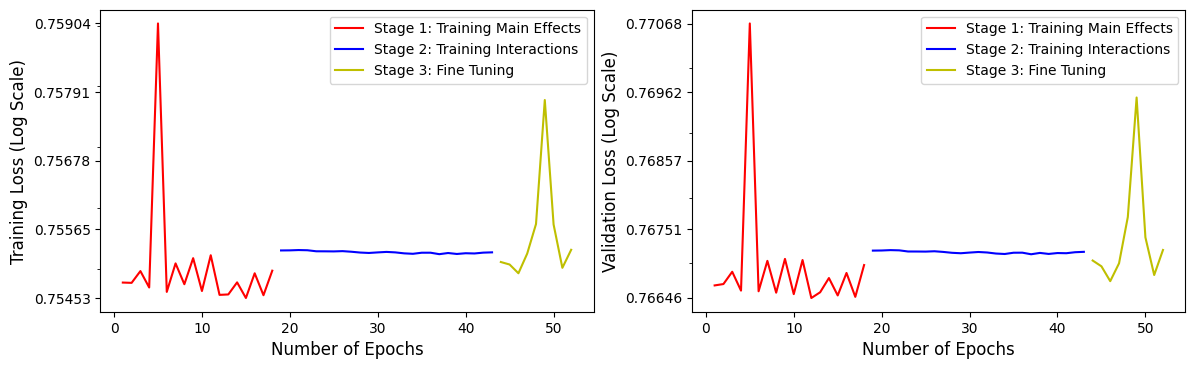 Training Loss (Log Scale)
0.75904
0.75791
0.75678
0.75565
0.75453
Stage 1: Training Main Effects
Stage 2: Training Interactions
Stage 3: Fine Tuning
0 10 20 30 40 50
Number of Epochs
Validation Loss (Log Scale)
0.77068
0.76962
0.76857
0.76751
0.76646
Stage 1: Training Main Effects
Stage 2: Training Interactions
Stage 3: Fine Tuning
0 10 20 30 40 50
Number of Epochs